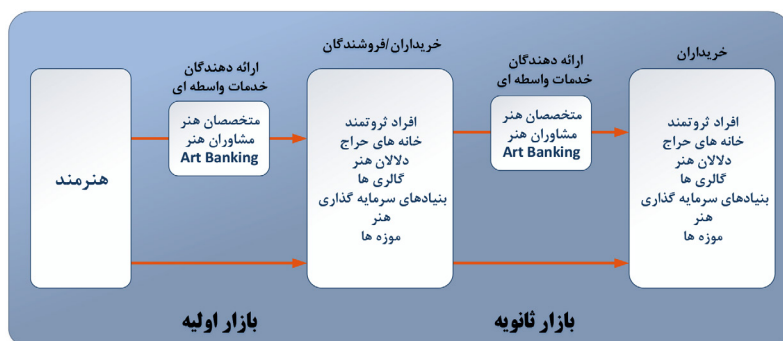 هنرمند
ارائه دهندگان
خدمات واسطه ای
متخصصان هنر
مشاوران هنر
Art Banking
خریداران/فروشندگان
افراد ثروتمند
خانه های حراج
دلالان هنر
گالری ها
بنیادهای سرمایه گذاری
هنر
موزه ها
ارائه دهندگان
خدمات واسطه ای
متخصصان هنر
مشاوران هنر
Art Banking
خریداران
افراد ثروتمند
خانه های حراج
دلالان هنر
گالری ها
بنیادهای سرمایه گذاری
هنر
موزه ها
بازار اولیه
بازار ثانویه